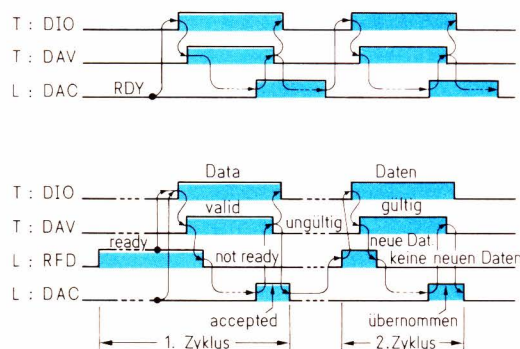 T : DIO
T : DAV
L : DAC RDY
T : DIO Data Daten
valid gültig
T : DAV ungültig
ready neue Dat.
L : RFD not ready keine neuen Daten
L : DAC
accepted übernommen
1. Zyklus 2. Zyklus